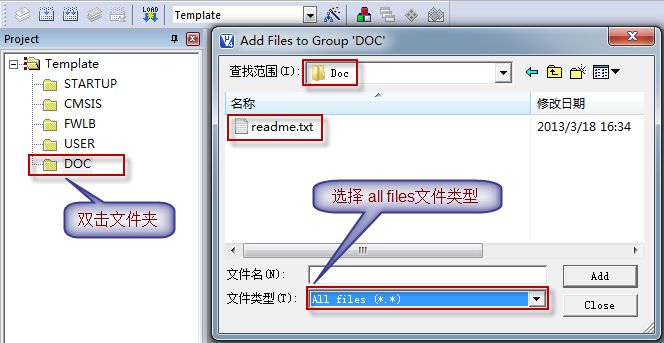 LOAD
Template
Project
Template
STARTUP
CMSIS
FWLB
USER
DOC
双击文件夹
Add Files to Group 'DOC'
查找范围(I):
Doc
名称
修改日期
readme.txt
2013/3/18 16:34
选择 all files文件类型
文件名(N):
Add
文件类型(T):
All files (*.*)
Close